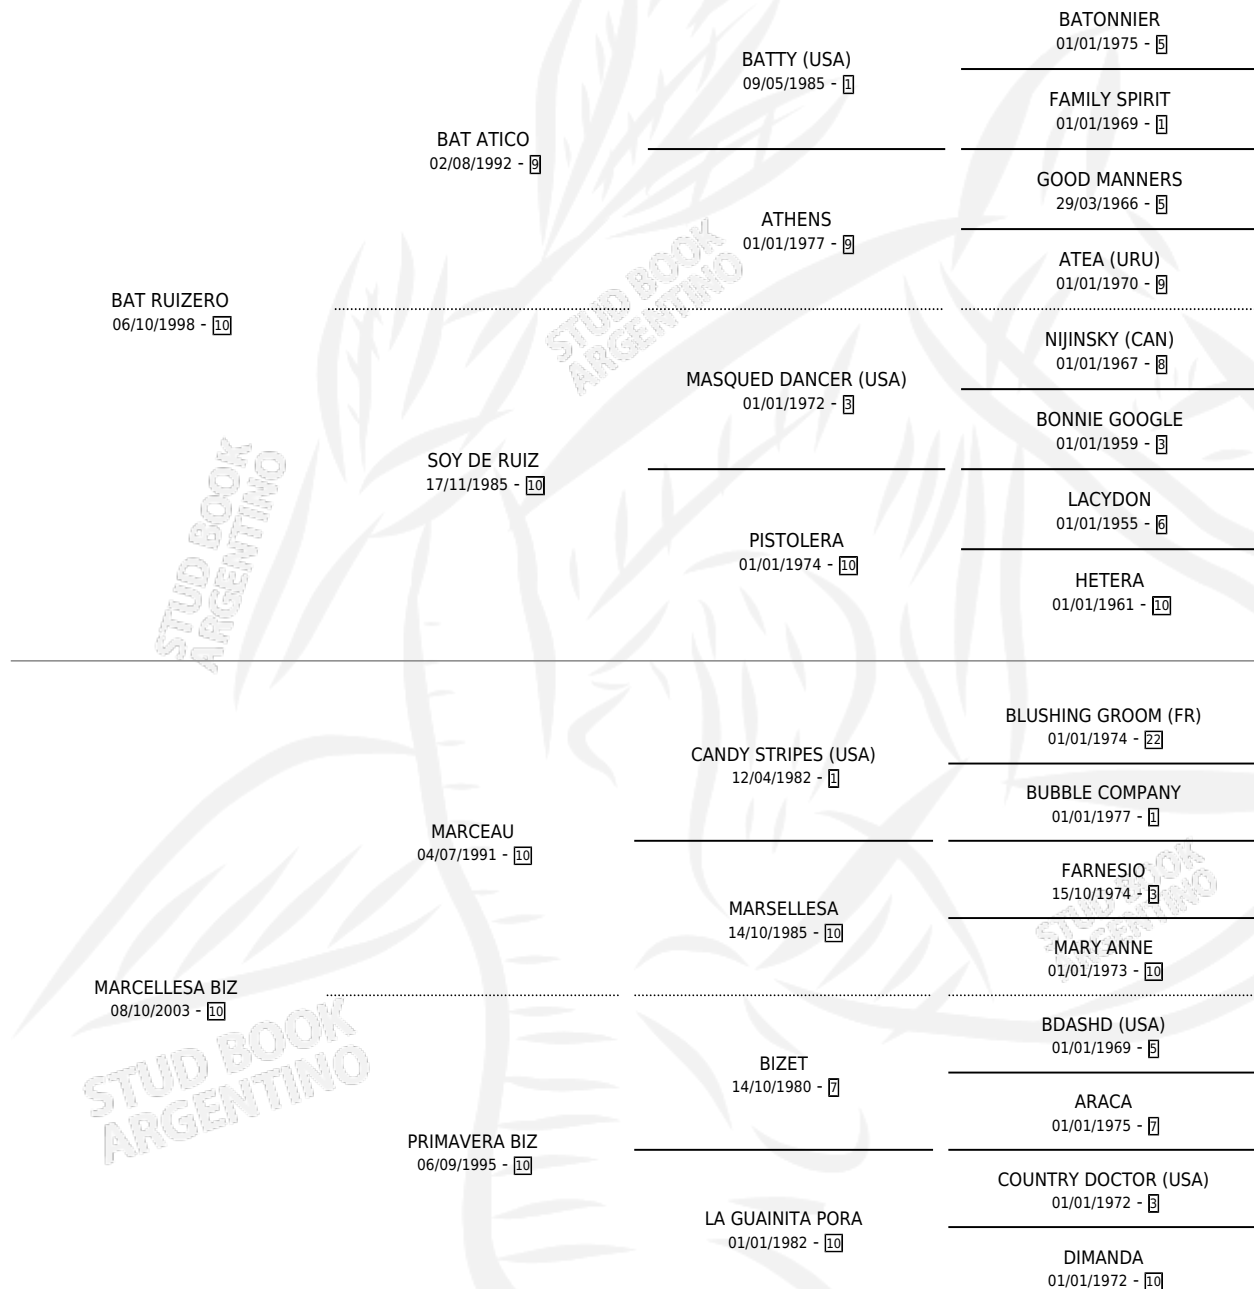 BATONNIER
01/01/1975 - 5
BATTY (USA)
09/05/1985 - 1
FAMILY SPIRIT
01/01/1969 - 1
BAT ATICO
02/08/1992 - 9
GOOD MANNERS
29/03/1966 - 5
ATHENS
01/01/1977 - 9
ATEA (URU)
01/01/1970 - 9
BAT RUIZERO
06/10/1998 - 10
NIJINSKY (CAN)
01/01/1967 - 8
MASQUED DANCER (USA)
01/01/1972 - 3
BONNIE GOOGLE
01/01/1959 - 3
SOY DE RUIZ
17/11/1985 - 10
LACYDON
01/01/1955 - 6
PISTOLERA
01/01/1974 - 10
HETERA
01/01/1961 - 10
STUD BOOK
ARGENTINO
STUD BOOK
ARGENTINO
BLUSHING GROOM (FR)
01/01/1974 - 22
CANDY STRIPES (USA)
12/04/1982 - 1
BUBBLE COMPANY
01/01/1977 - 1
MARCEAU
04/07/1991 - 10
FARNESIO
15/10/1974 - 3
MARSELLESA
14/10/1985 - 10
MARY ANNE
01/01/1973 - 10
MARCELLESA BIZ
08/10/2003 - 10
BDASHD (USA)
01/01/1969 - 5
BIZET
14/10/1980 - 7
ARACA
01/01/1975 - 7
PRIMAVERA BIZ
06/09/1995 - 10
COUNTRY DOCTOR (USA)
01/01/1972 - 3
LA GUAINITA PORA
01/01/1982 - 10
DIMANDA
01/01/1972 - 10
STUD BOOK
ARGENTINO
STUD BOOK
ARGENTINO